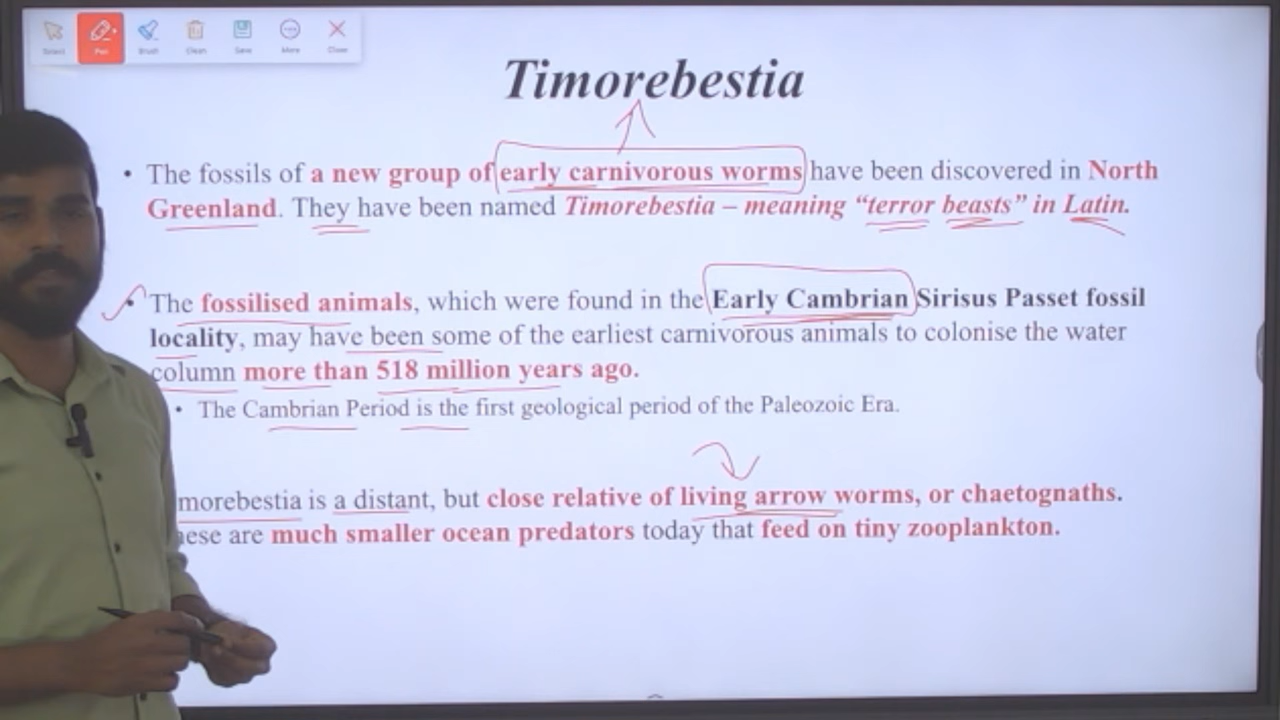 Select Pen Brush Clean Save More Close
Timorebestia
• The fossils of a new group of early carnivorous worms have been discovered in North
Greenland. They have been named Timorebestia – meaning “terror beasts” in Latin.
• The fossilised animals, which were found in the Early Cambrian Sirisus Passet fossil
locality, may have been some of the earliest carnivorous animals to colonise the water
column more than 518 million years ago.
• The Cambrian Period is the first geological period of the Paleozoic Era.
morebestia is a distant, but close relative of living arrow worms, or chaetognaths.
ese are much smaller ocean predators today that feed on tiny zooplankton.